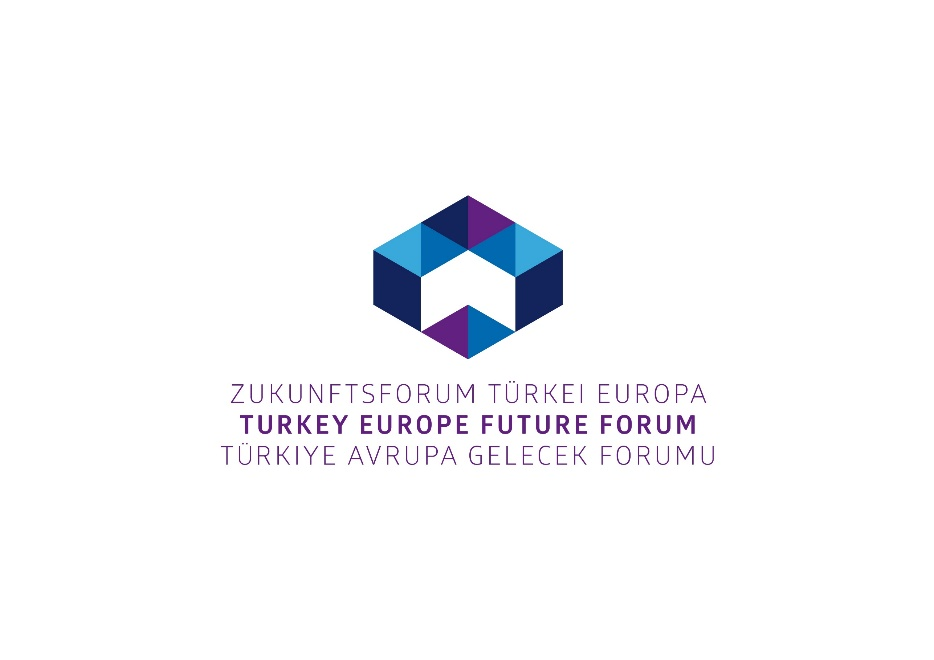 ZUKUNFTSFORUM TÜRKEI EUROPA
TURKEY EUROPE FUTURE FORUM
TÜRKIYE AVRUPA GELECEK FORUMU